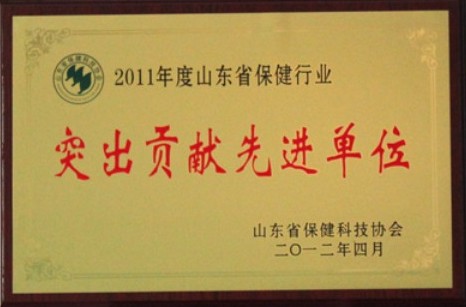 2011年度山东省保健行业
突出贡献先进单位
山东省保健科技协会
二〇一二年四月